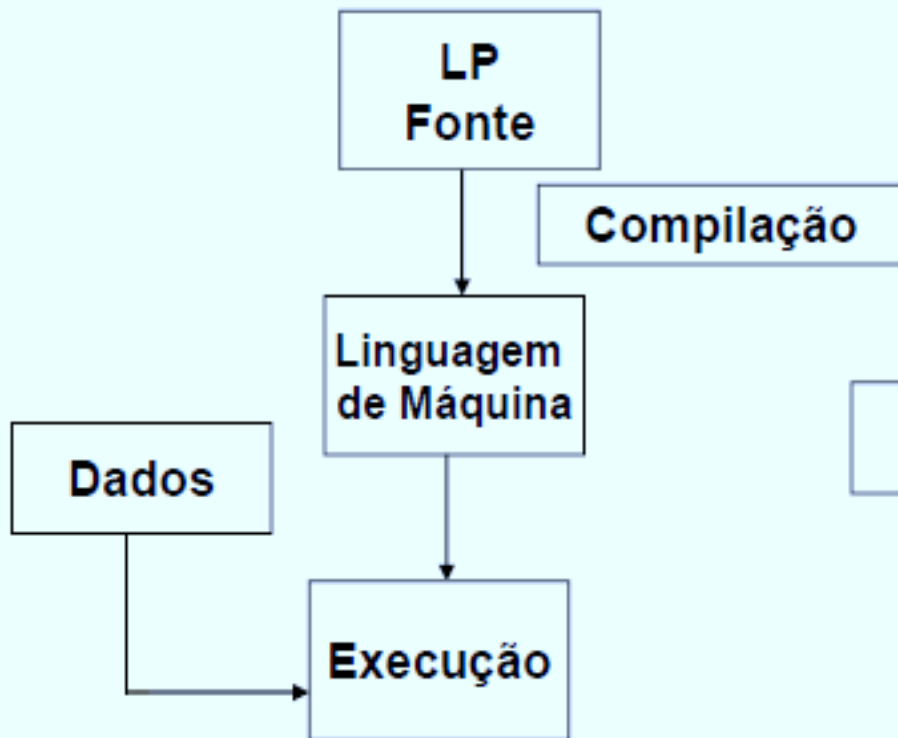 LP
Fonte
Compilação
Linguagem
de Máquina
Dados
Execução